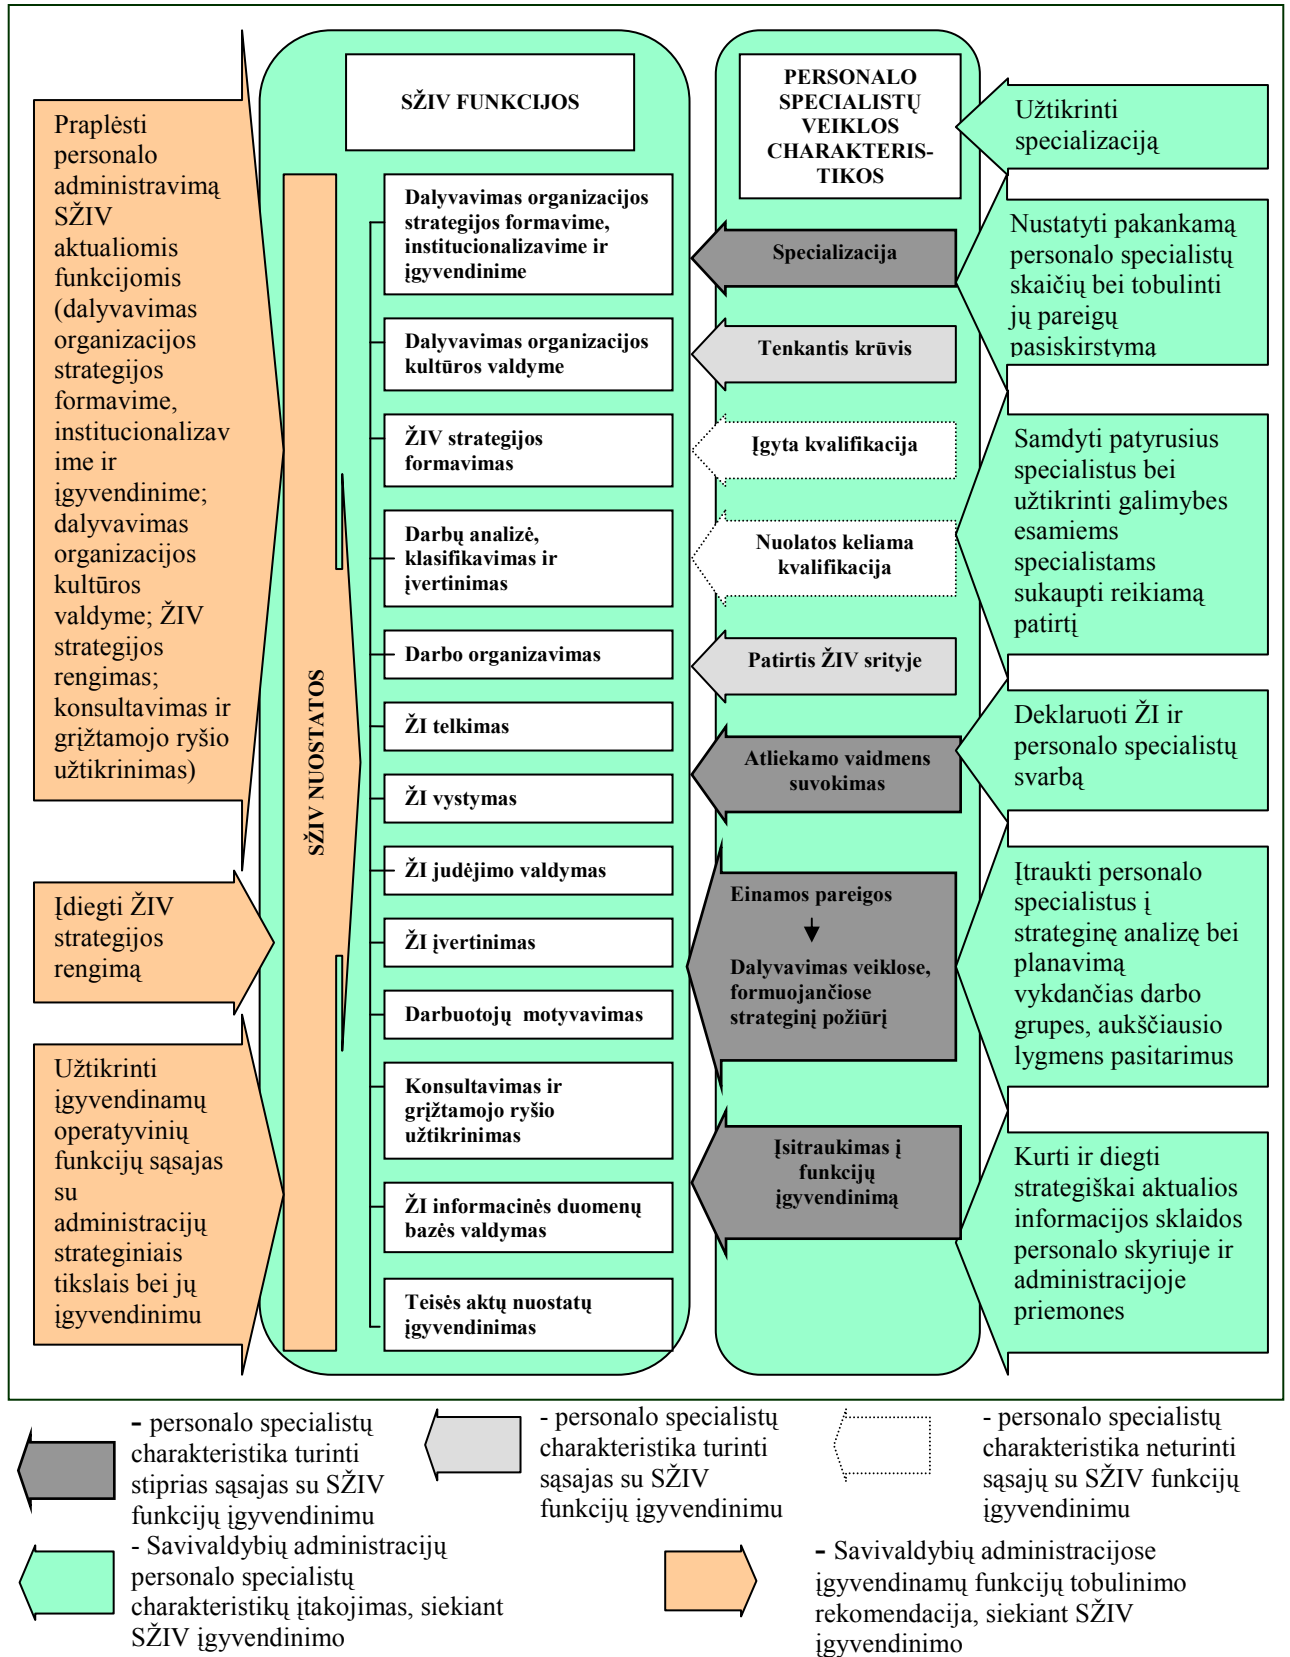 Praplėsti
personalo
administravimą
SŽIV
aktualiomis
funkcijomis
(dalyvavimas
organizacijos
strategijos
formavime,
institucionalizav
ime ir
įgyvendinime;
dalyvavimas
organizacijos
kultūros
valdyme; ŽIV
strategijos
rengimas;
konsultavimas ir
grįžtamojo ryšio
užtikrinimas)
Įdiegti ŽIV
strategijos
rengimą
Užtikrinti
įgyvendinamų
operatyvinių
funkcijų sąsajas
su
administracijų
strateginiais
tikslais bei jų
įgyvendinimu
SŽIV NUOSTATOS
SŽIV FUNKCIJOS
Dalyvavimas organizacijos
strategijos formavime,
institucionalizavime ir
įgyvendinime
Dalyvavimas organizacijos
kultūros valdyme
ŽIV strategijos
formavimas
Darbų analizė,
klasifikavimas ir
įvertinimas
Darbo organizavimas
ŽI telkimas
ŽI vystymas
ŽI judėjimo valdymas
ŽI įvertinimas
Darbuotojų motyvavimas
Konsultavimas ir
grįžtamojo ryšio
užtikrinimas
ŽI informacinės duomenų
bazės valdymas
Teisės aktų nuostatų
įgyvendinimas
PERSONALO
SPECIALISTŲ
VEIKLOS
CHARAKTERIS-
TIKOS
Specializacija
Tenkantis krūvis
Įgyta kvalifikacija
Nuolatos keliama
kvalifikacija
Patirtis ŽIV srityje
Atliekamo vaidmens
suvokimas
Einamos pareigos
Dalyvavimas veiklose,
formuojančiose
strateginį požiūrį
Įsitraukimas į
funkcijų
įgyvendinimą
Užtikrinti
specializaciją
Nustatyti pakankamą
personalo specialistų
skaičių bei tobulinti
jų pareigų
pasiskirstymą
Samdyti patyrusius
specialistus bei
užtikrinti galimybes
esamiems
specialistams
sukaupti reikiamą
patirtį
Deklaruoti ŽI ir
personalo specialistų
svarbą
Įtraukti personalo
specialistus į
strateginę analizę bei
planavimą
vykdančias darbo
grupes, aukščiausio
lygmens pasitarimus
Kurti ir diegti
strategiškai aktualios
informacijos sklaidos
personalo skyriuje ir
administracijoje
priemones
- personalo specialistų
charakteristika turinti
stiprias sąsajas su SŽIV
funkcijų įgyvendinimu
- personalo specialistų
charakteristika turinti
sąsajas su SŽIV
funkcijų įgyvendinimu
- personalo specialistų
charakteristika neturinti
sąsajų su SŽIV funkcijų
įgyvendinimu
- Savivaldybių administracijų
personalo specialistų
charakteristikų įtakojimas, siekiant
SŽIV įgyvendinimo
- Savivaldybių administracijose
įgyvendinamų funkcijų tobulinimo
rekomendacija, siekiant SŽIV
įgyvendinimo